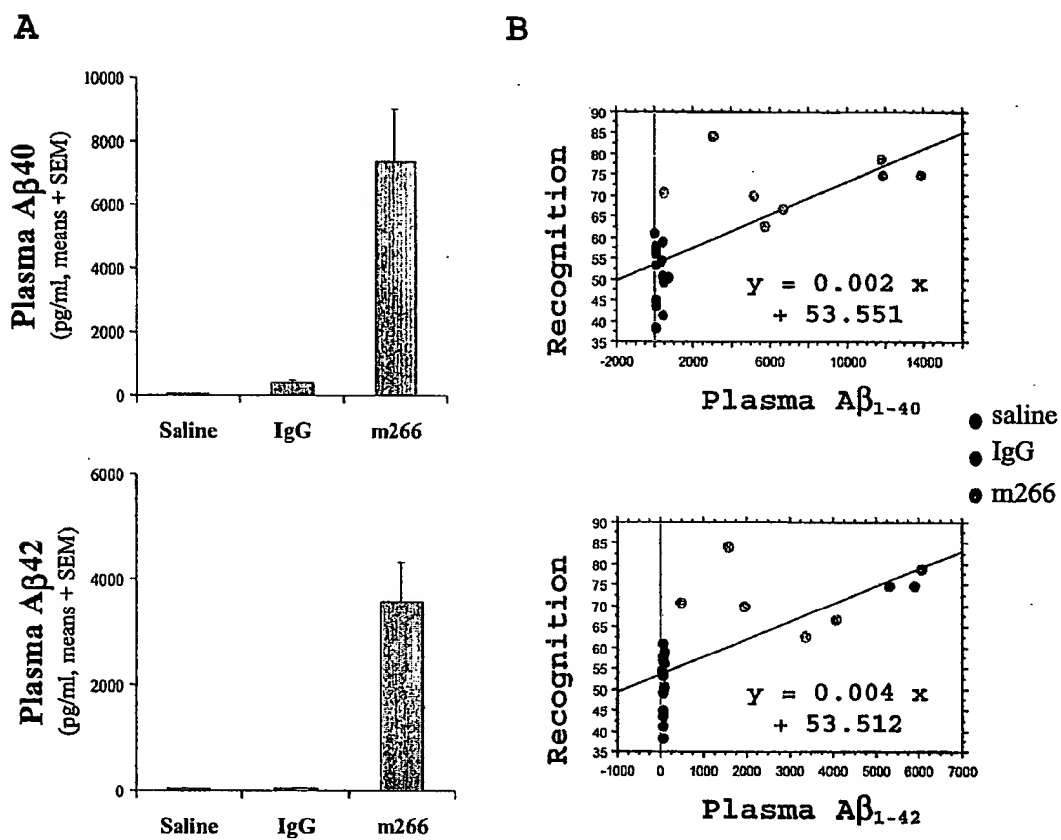 A
Plasma Aβ40
(pg/ml, means + SEM)
10000
8000
6000
4000
2000
0
Saline IgG m266
Plasma Aβ42
(pg/ml, means + SEM)
6000
4000
2000
0
Saline IgG m266
B
Recognition
90
85
80
75
70
65
60
55
50
45
40
35
y = 0.002 x
+ 53.551
-2000 0 2000 6000 10000 14000
Plasma Aβ1-40
saline
IgG
m266
Recognition
90
85
80
75
70
65
60
55
50
45
40
35
y = 0.004 x
+ 53.512
-1000 0 1000 2000 3000 4000 5000 6000 7000
Plasma Aβ1-42